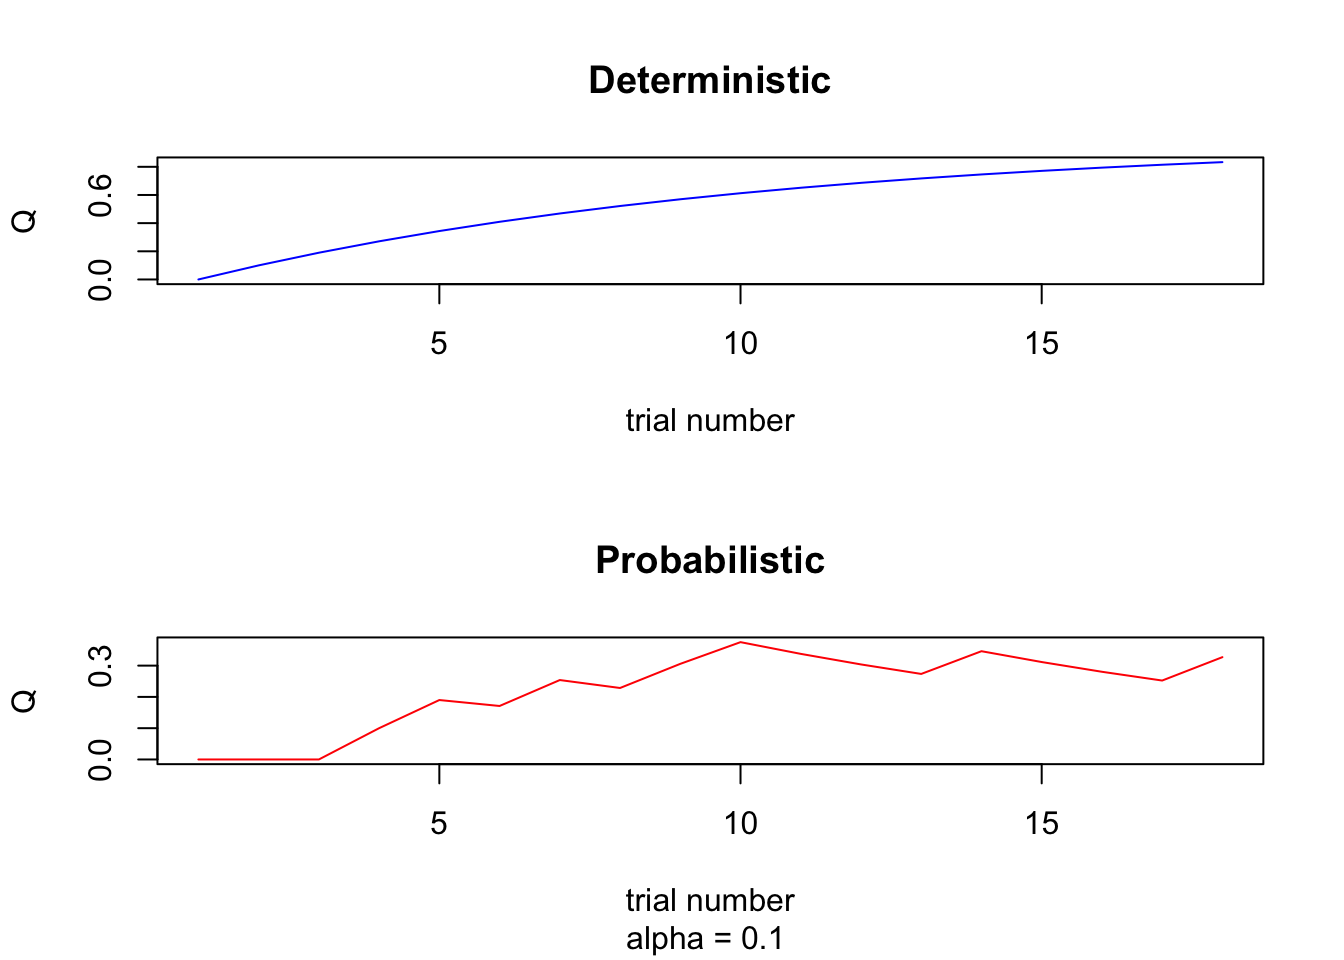 Deterministic
Q
0.6
0.0
5 10 15
trial number
Probabilistic
Q
0.3
0.0
5 10 15
trial number
alpha = 0.1